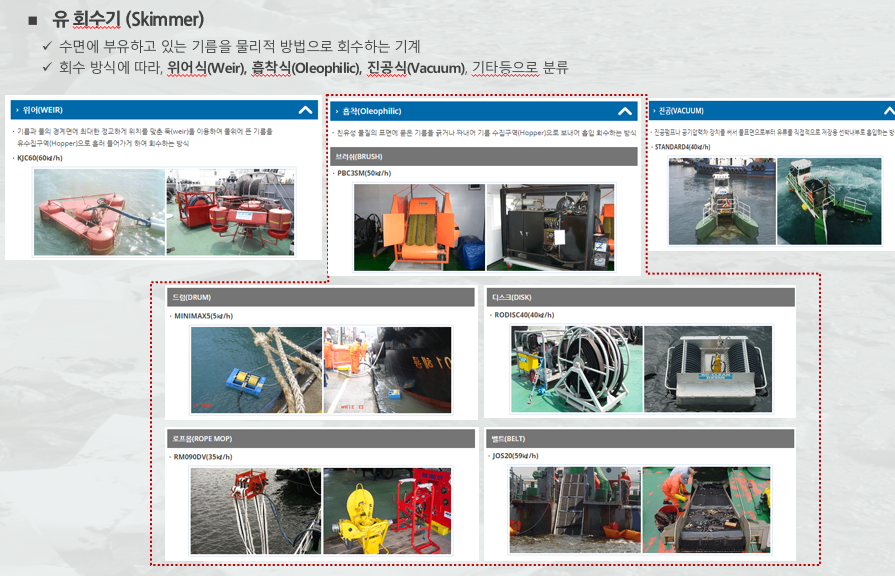 ■ 유 회수기 (Skimmer)
✓ 수면에 부유하고 있는 기름을 물리적 방법으로 회수하는 기계
✓ 회수 방식에 따라, 위어식(Weir), 흡착식(Oleophilic), 진공식(Vacuum), 기타등으로 분류
› 위어(WEIR)
· 기름과 물의 경계면에 최대한 정교하게 위치를 맞춘 둑(weir)을 이용하여 물위에 뜬 기름을
유수집구역(Hopper)으로 흘러 들어가게 하여 회수하는 방식
· KJC60(60㎘/h)
› 흡착(Oleophilic)
· 친유성 물질의 표면에 묻은 기름을 긁거나 짜내어 기름 수집구역(Hopper)으로 보내어 흡입 회수하는 방식
브러쉬(BRUSH)
· PBC3SM(50㎘/h)
› 진공(VACUUM)
· 진공펌프나 공기압력차 장치를 써서 물표면으로부터 유류를 직접적으로 저장용 선박내부로 흡입하는 방
· STANDARD4(40㎘/h)
드럼(DRUM)
· MINIMAX5(5㎘/h)
디스크(DISK)
· RODISC40(40㎘/h)
로프몹(ROPE MOP)
· RM090DV(35㎘/h)
벨트(BELT)
· JOS20(59㎘/h)